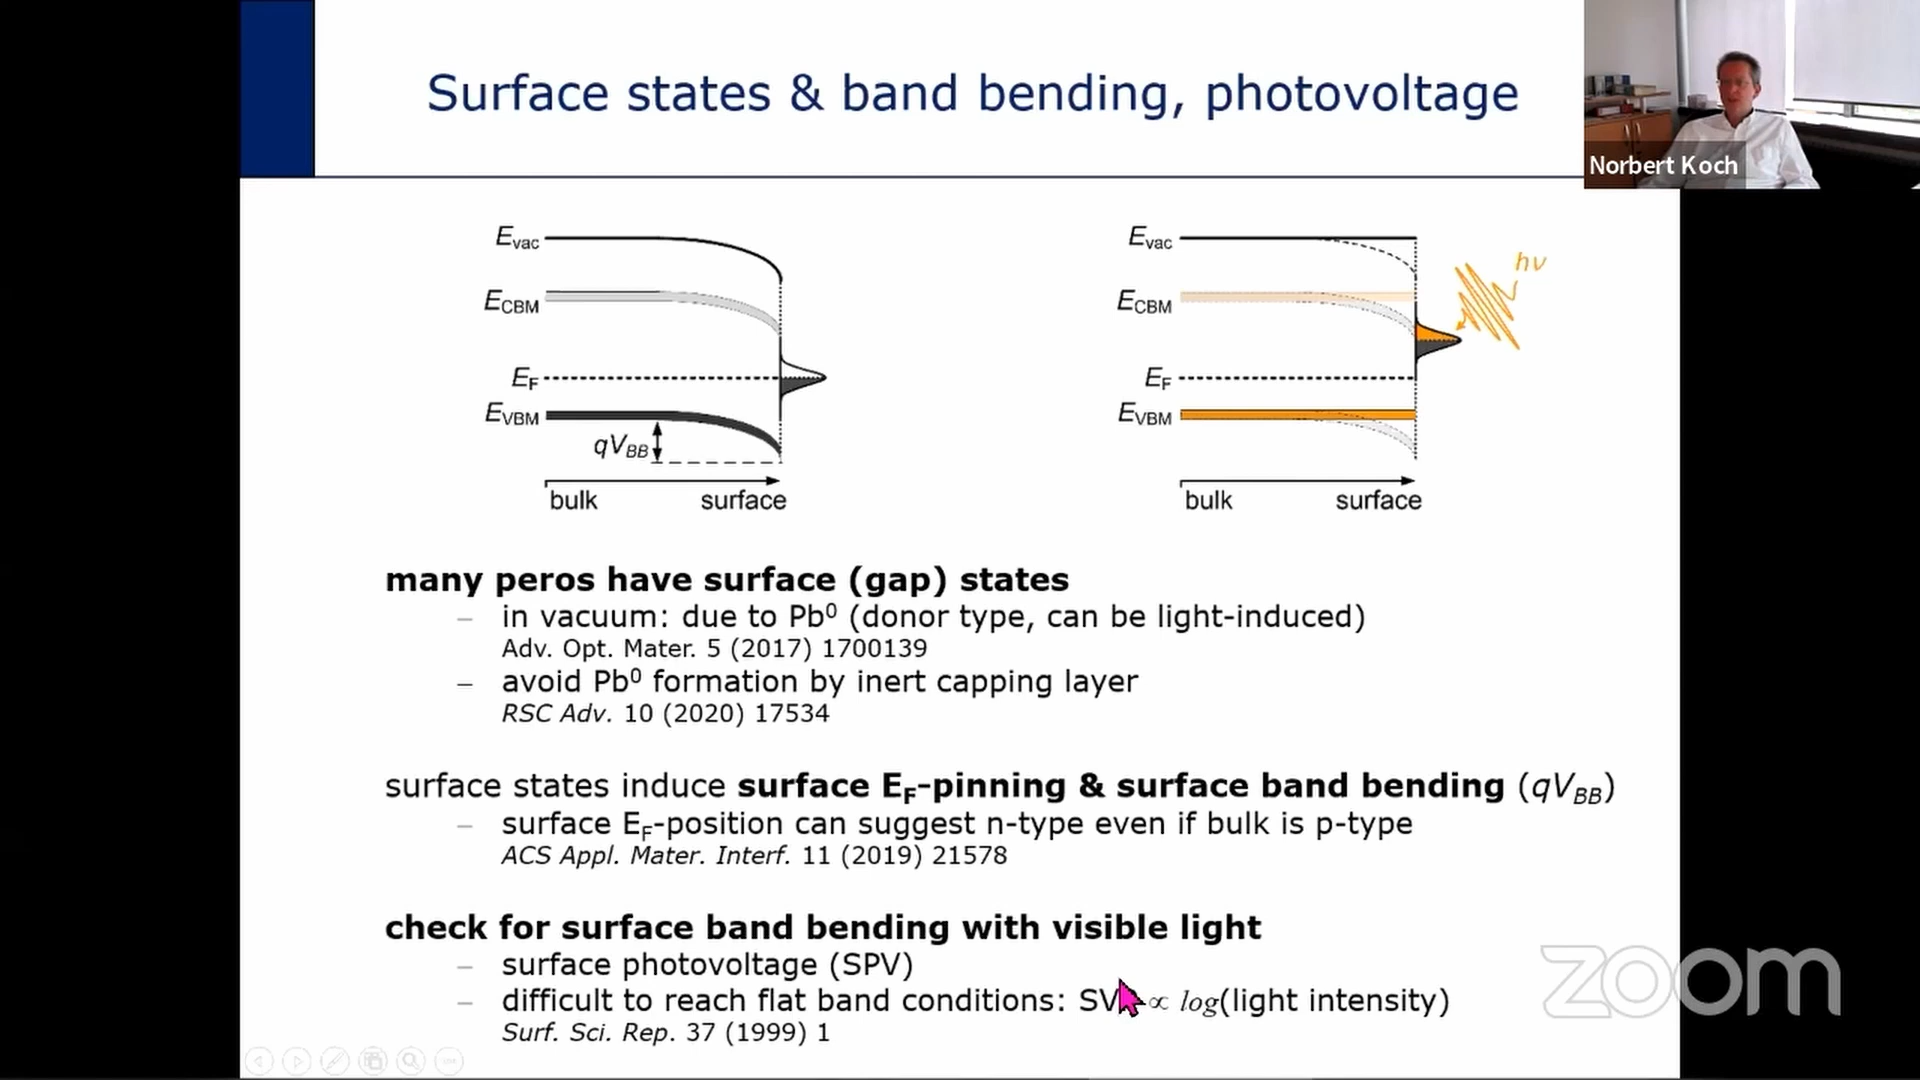 Surface states & band bending, photovoltage
Norbert Koch
Evac
ECBM
EF
EVBM
qVBB
bulk surface
Evac
ECBM
EF
EVBM
hν
bulk surface
many peros have surface (gap) states
– in vacuum: due to Pb⁰ (donor type, can be light-induced)
Adv. Opt. Mater. 5 (2017) 1700139
– avoid Pb⁰ formation by inert capping layer
RSC Adv. 10 (2020) 17534
surface states induce surface EF-pinning & surface band bending (qVBB)
– surface EF-position can suggest n-type even if bulk is p-type
ACS Appl. Mater. Interf. 11 (2019) 21578
check for surface band bending with visible light
– surface photovoltage (SPV)
– difficult to reach flat band conditions: ∝ log(light intensity)
Surf. Sci. Rep. 37 (1999) 1
zoom